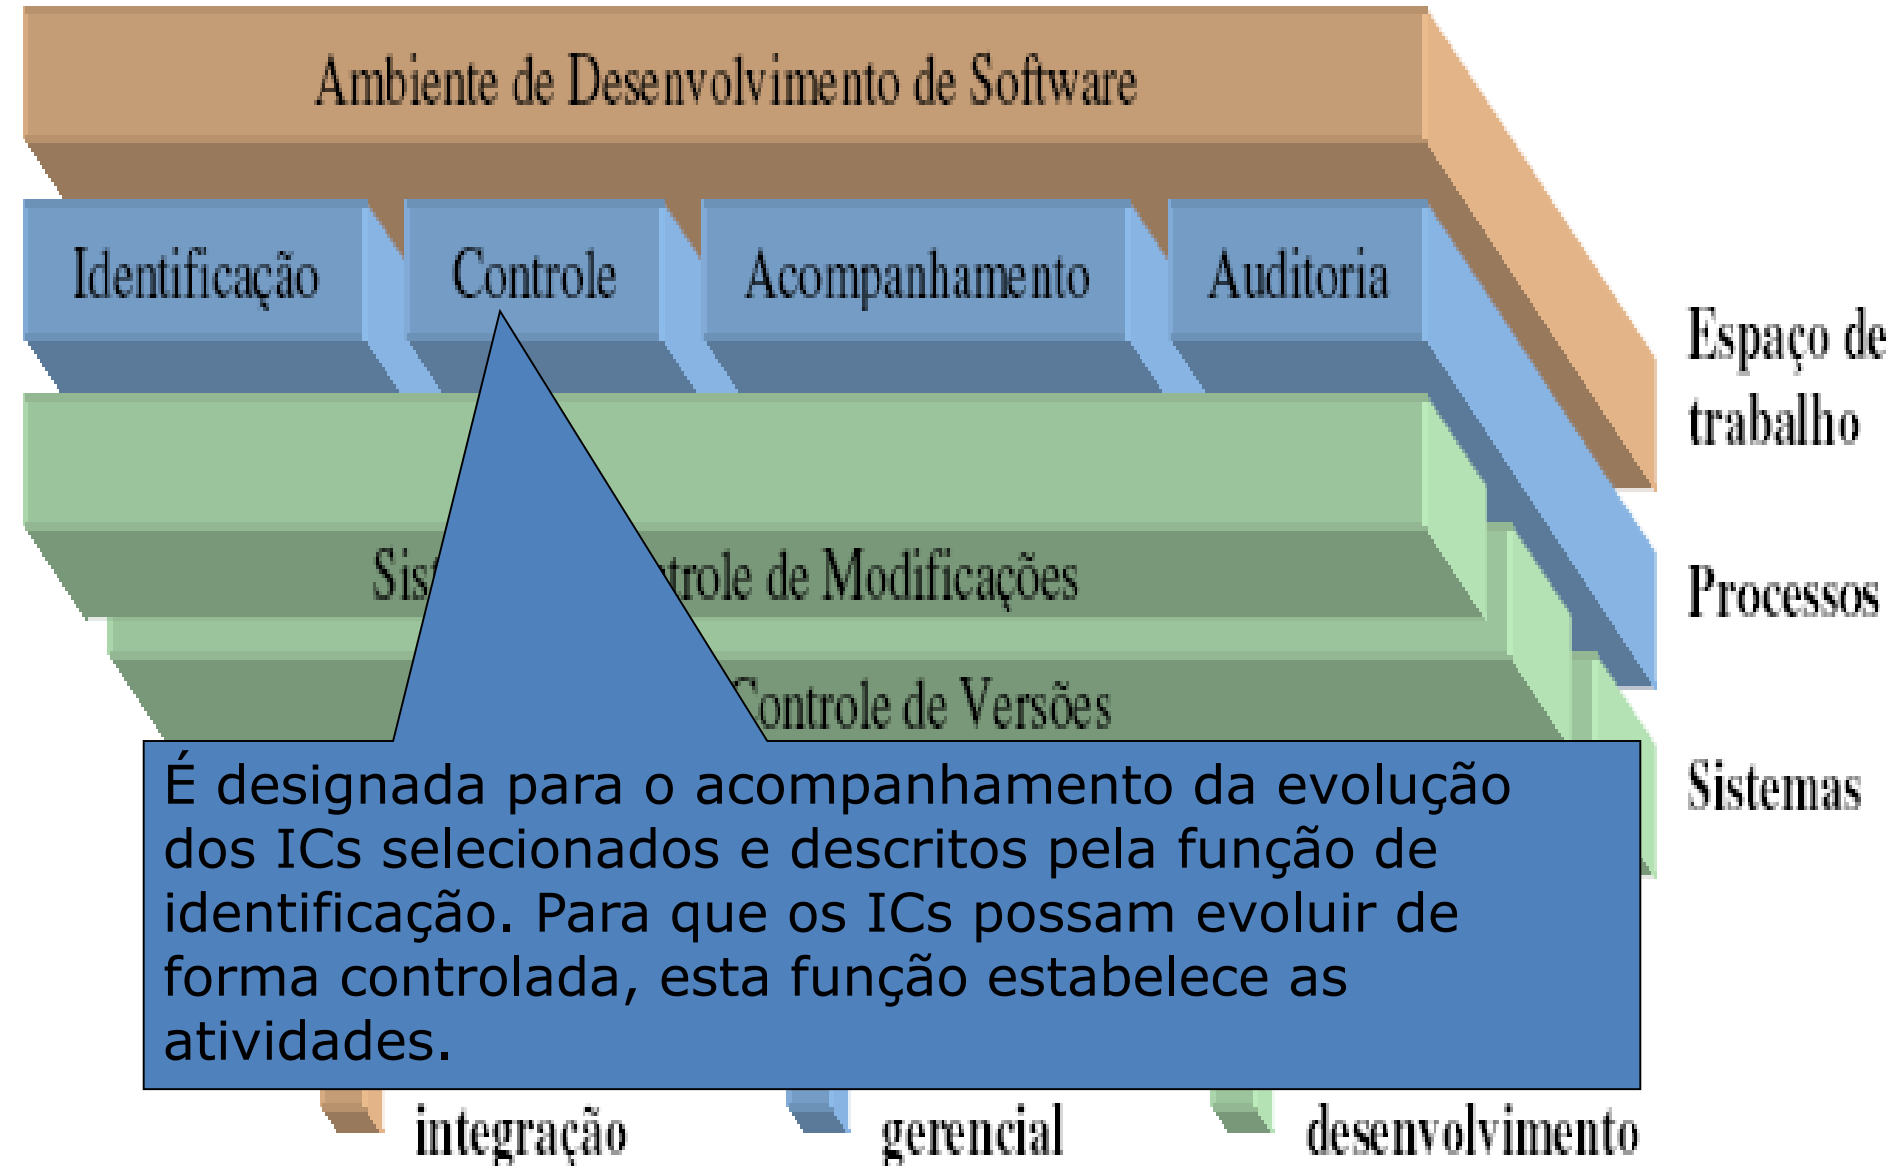 Ambiente de Desenvolvimento de Software
Identificação Controle Acompanhamento Auditoria
Espaço de
trabalho
de Modificações
Processos
de Versões
Sistemas
É designada para o acompanhamento da evolução
dos ICs selecionados e descritos pela função de
identificação. Para que os ICs possam evoluir de
forma controlada, esta função estabelece as
atividades.
integração gerencial desenvolvimento